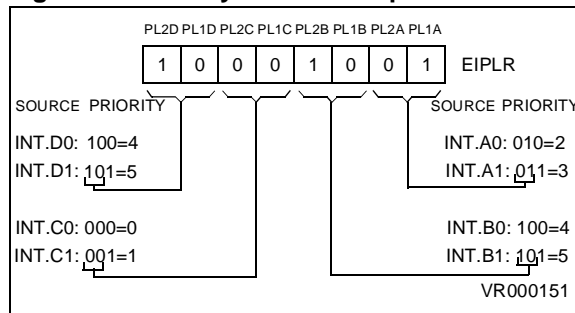 PL2D PL1D PL2C PL1C PL2B PL1B PL2A PL1A
1 0 0 0 1 0 0 1 EIPLR
SOURCE PRIORITY SOURCE PRIORITY
INT.D0: 100=4 INT.A0: 010=2
INT.D1: 101=5 INT.A1: 011=3
INT.C0: 000=0 INT.B0: 100=4
INT.C1: 001=1 INT.B1: 101=5
VR000151